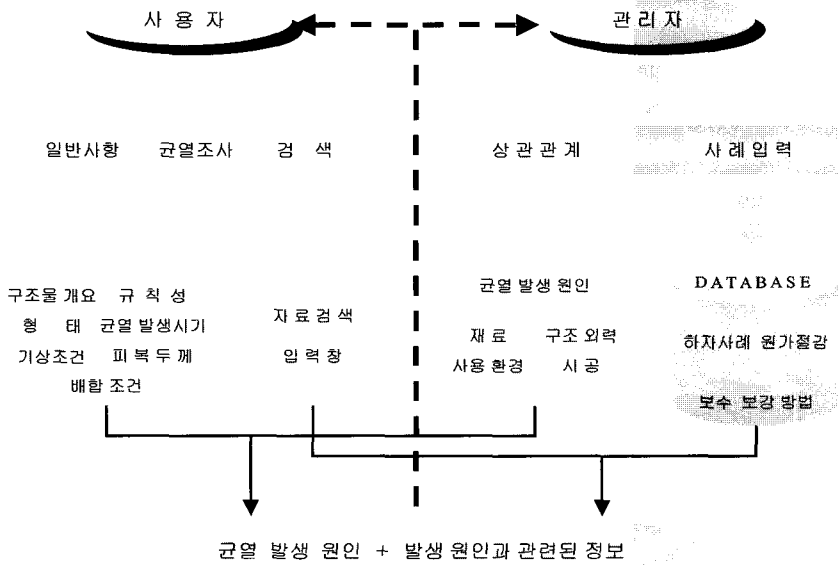 사 용 자 관 리 자
일반사항 균열조사 검 색 상 관 관 계 사 례 입 력
구조물 개요 규 칙 성
형 태 균열 발생시기
기상조건 피 복 두 께
배합 조건
자 료 검 색
입 력 창
균열 발생 원인
재 료 구조 외력
사용 환경 시 공
DATABASE
하자사례 원가절감
보수 보강 방법
균열 발생 원인 + 발생 원인과 관련된 정보